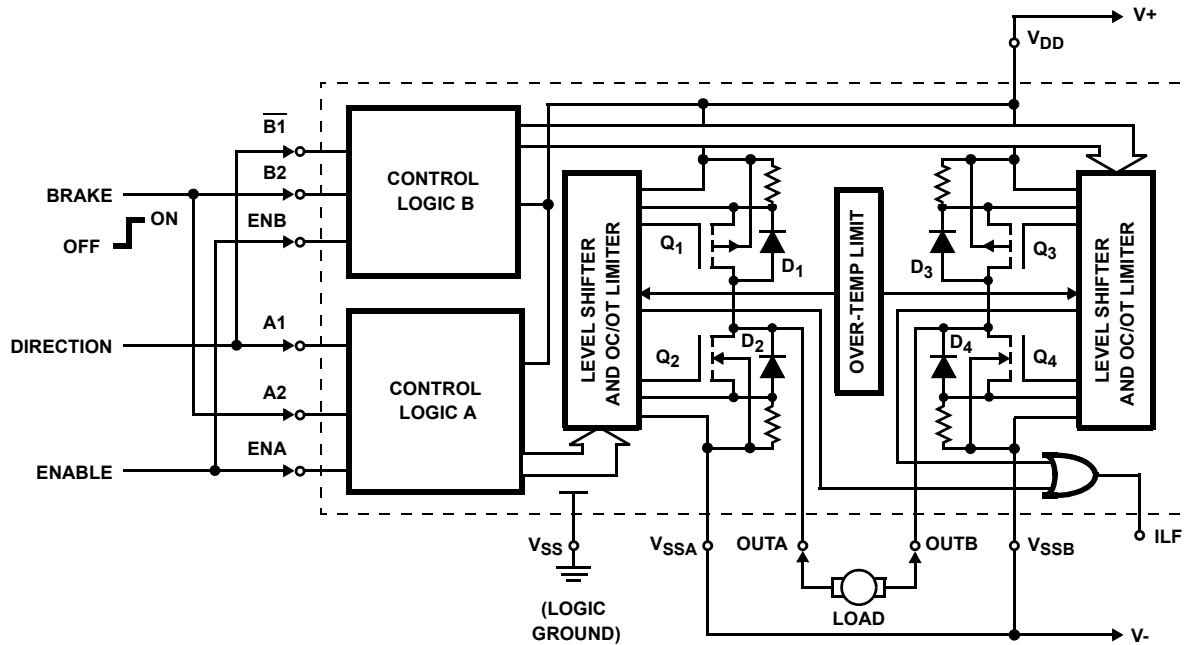 V+
VDD
B1
BRAKE
B2
ON
OFF
ENB
CONTROL
LOGIC B
DIRECTION
A1
A2
CONTROL
LOGIC A
ENABLE
ENA
LEVEL SHIFTER
AND OC/OT LIMITER
Q1
D1
Q2
D2
OVER-TEMP LIMIT
D3
Q3
D4
Q4
LEVEL SHIFTER
AND OC/OT LIMITER
VSS
(LOGIC
GROUND)
VSSA
OUTA
OUTB
VSSB
ILF
LOAD
V-